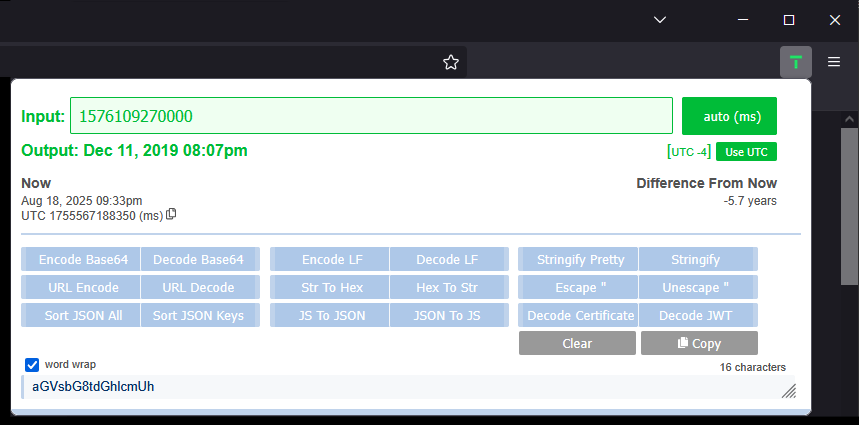 Input: 1576109270000 auto (ms)
Output: Dec 11, 2019 08:07pm [UTC -4] Use UTC
Now Difference From Now
Aug 18, 2025 09:33pm -5.7 years
UTC 1755567188350 (ms)
Encode Base64 Decode Base64 Encode LF Decode LF Stringify Pretty Stringify
URL Encode URL Decode Str To Hex Hex To Str Escape " Unescape "
Sort JSON All Sort JSON Keys JS To JSON JSON To JS Decode Certificate Decode JWT
Clear Copy
word wrap 16 characters
aGVsbG8tdGhlcmUh